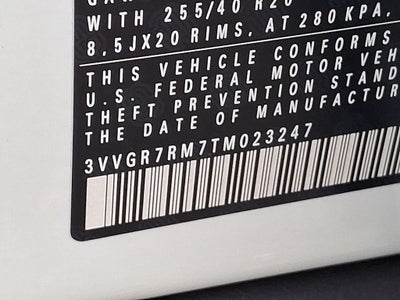 WITH 255/40 R20
8.5JX20 RIMS, AT 280 KPA,
THIS VEHICLE CONFORMS
U.S. FEDERAL MOTOR VEH
THEFT PREVENTION STAND
THE DATE OF MANUFACTUR
3VVGR7RM7TM023247